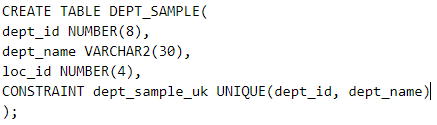 CREATE TABLE DEPT_SAMPLE(
dept_id NUMBER(8),
dept_name VARCHAR2(30),
loc_id NUMBER(4),
CONSTRAINT dept_sample_uk UNIQUE(dept_id, dept_name)
);